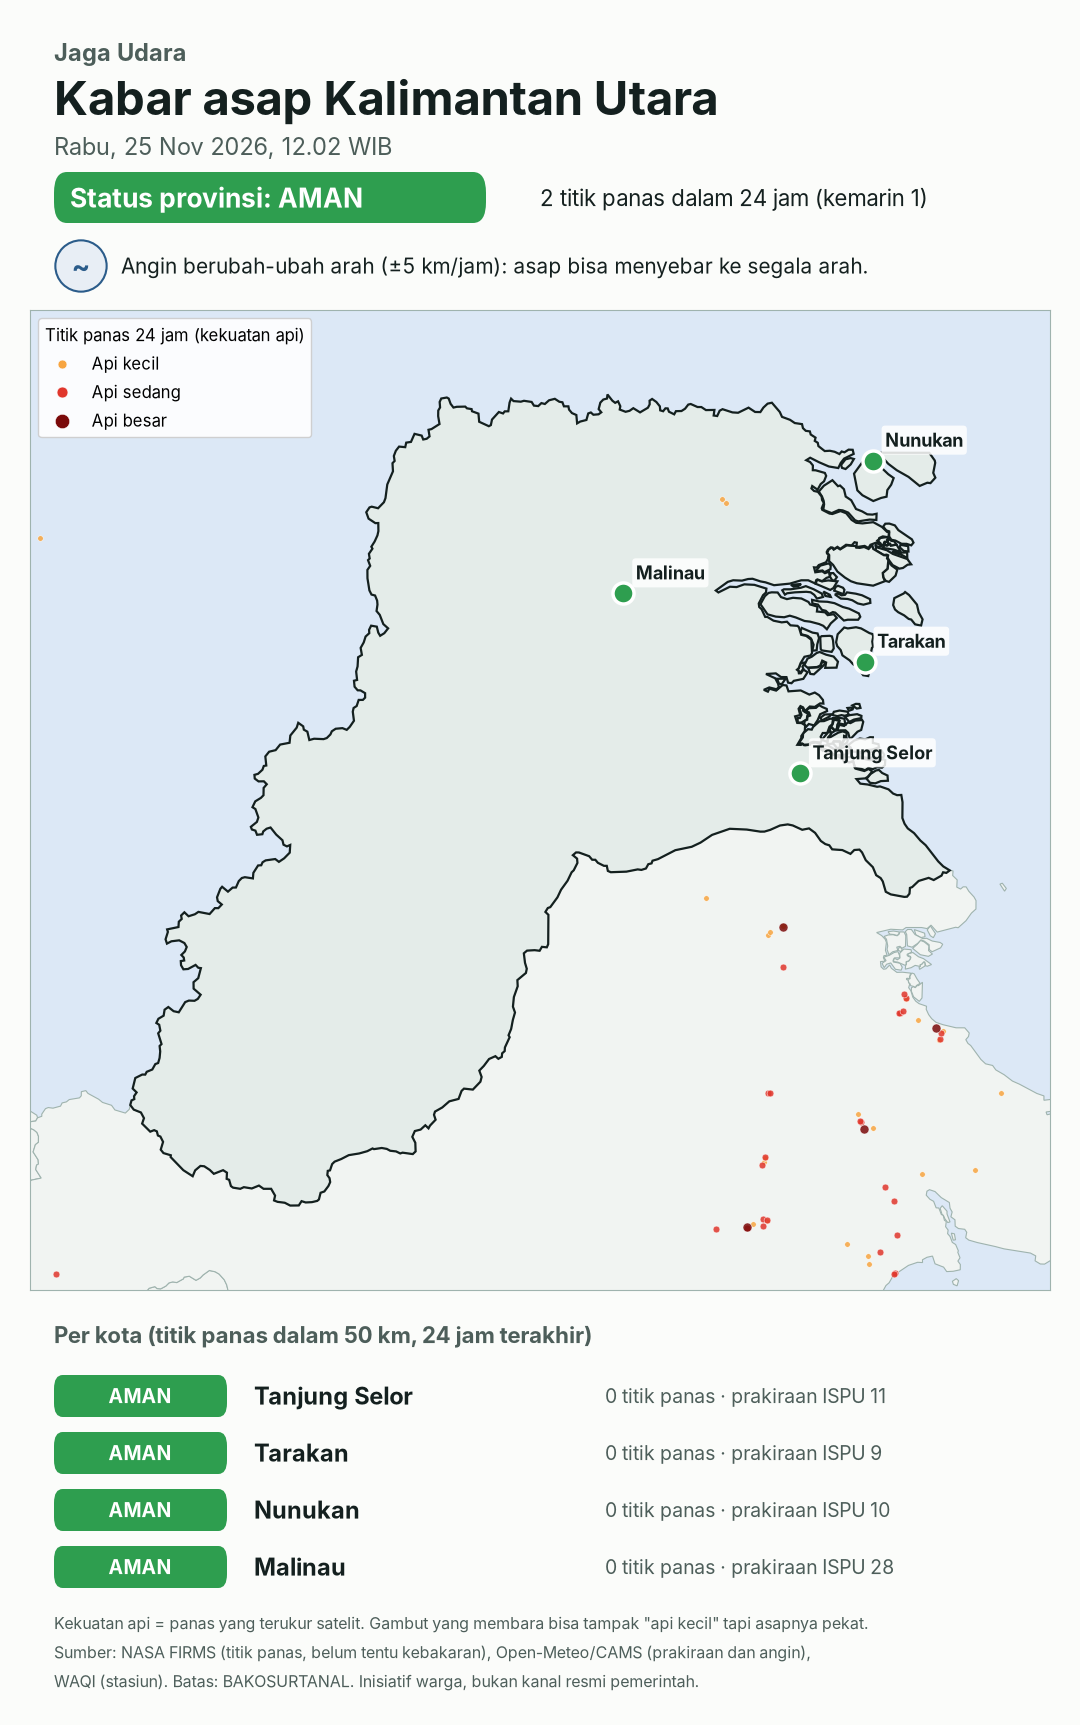 Jaga Udara
Kabar asap Kalimantan Utara
Rabu, 25 Nov 2026, 12.02 WIB
Status provinsi: AMAN
2 titik panas dalam 24 jam (kemarin 1)
~ Angin berubah-ubah arah (±5 km/jam): asap bisa menyebar ke segala arah.
Titik panas 24 jam (kekuatan api)
Api kecil
Api sedang
Api besar
Nunukan
Malinau
Tarakan
Tanjung Selor
Per kota (titik panas dalam 50 km, 24 jam terakhir)
AMAN Tanjung Selor 0 titik panas · prakiraan ISPU 11
AMAN Tarakan 0 titik panas · prakiraan ISPU 9
AMAN Nunukan 0 titik panas · prakiraan ISPU 10
AMAN Malinau 0 titik panas · prakiraan ISPU 28
Kekuatan api = panas yang terukur satelit. Gambut yang membara bisa tampak "api kecil" tapi asapnya pekat.
Sumber: NASA FIRMS (titik panas, belum tentu kebakaran), Open-Meteo/CAMS (prakiraan dan angin),
WAQI (stasiun). Batas: BAKOSURTANAL. Inisiatif warga, bukan kanal resmi pemerintah.